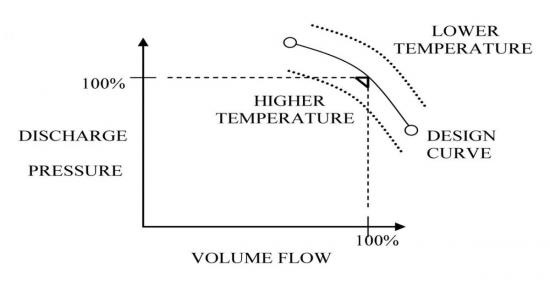 LOWER
TEMPERATURE
100%
HIGHER
TEMPERATURE
DISCHARGE
PRESSURE
DESIGN
CURVE
100%
VOLUME FLOW